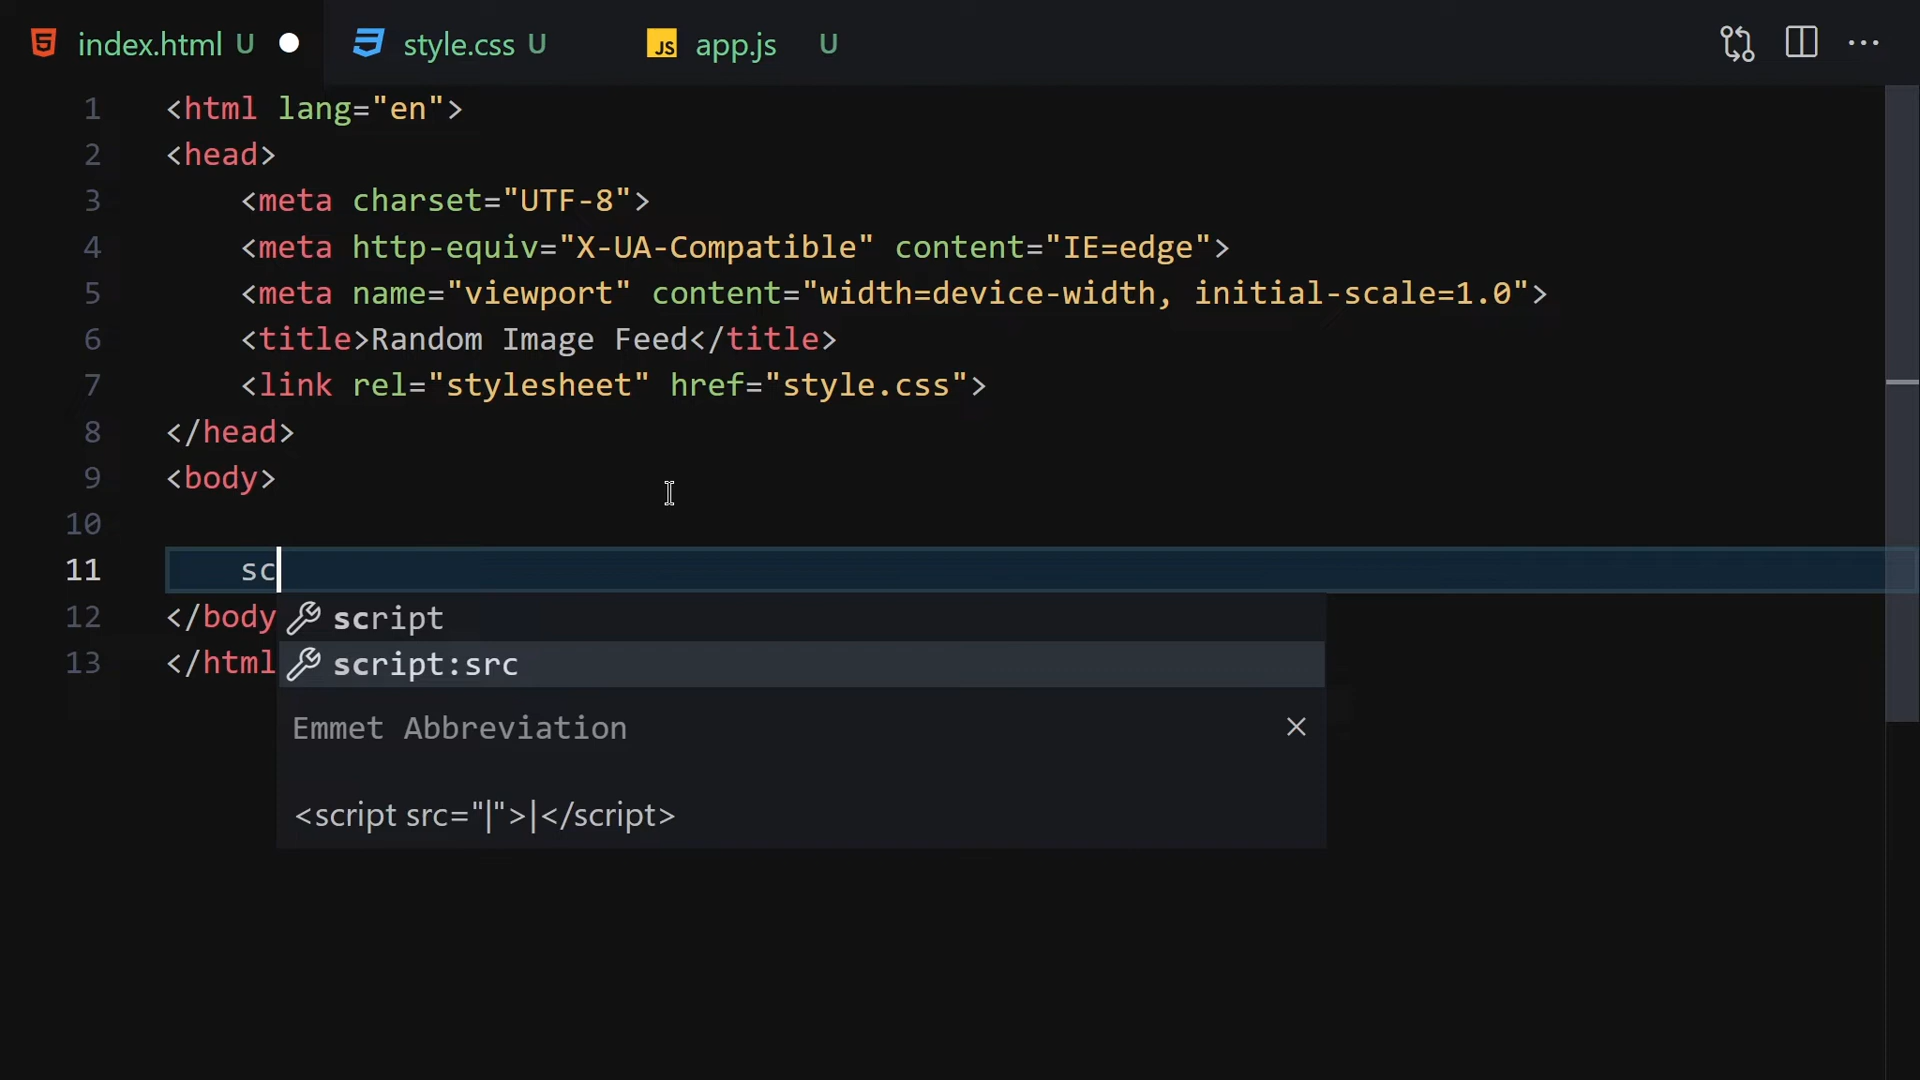 index.html U style.css U JS app.js U
1 <html lang="en">
2 <head>
3     <meta charset="UTF-8">
4     <meta http-equiv="X-UA-Compatible" content="IE=edge">
5     <meta name="viewport" content="width=device-width, initial-scale=1.0">
6     <title>Random Image Feed</title>
7     <link rel="stylesheet" href="style.css">
8 </head>
9 <body>
10
11     sc
12 </body
script
13 </html
script:src
Emmet Abbreviation
<script src="|">|</script>